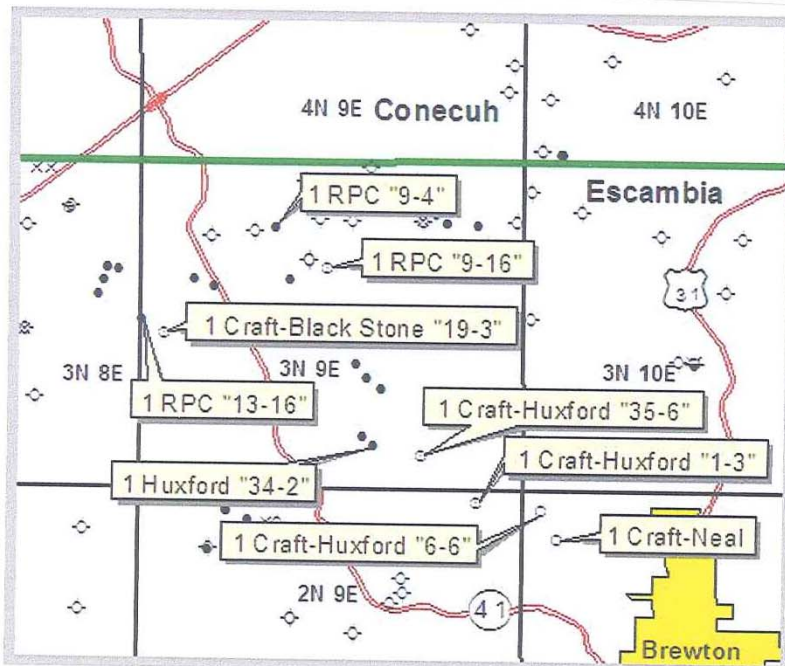 4N 9E Conecuh 4N 10E
Escambia
1 RPC "9-4"
1 RPC "9-16"
31
1 Craft-Black Stone "19-3"
3N 8E 3N 9E 3N 10E
1 RPC "13-16"
1 Craft-Huxford "35-6"
1 Craft-Huxford "1-3"
1 Huxford "34-2"
1 Craft-Huxford "6-6"
1 Craft-Neal
2N 9E
41
Brewton